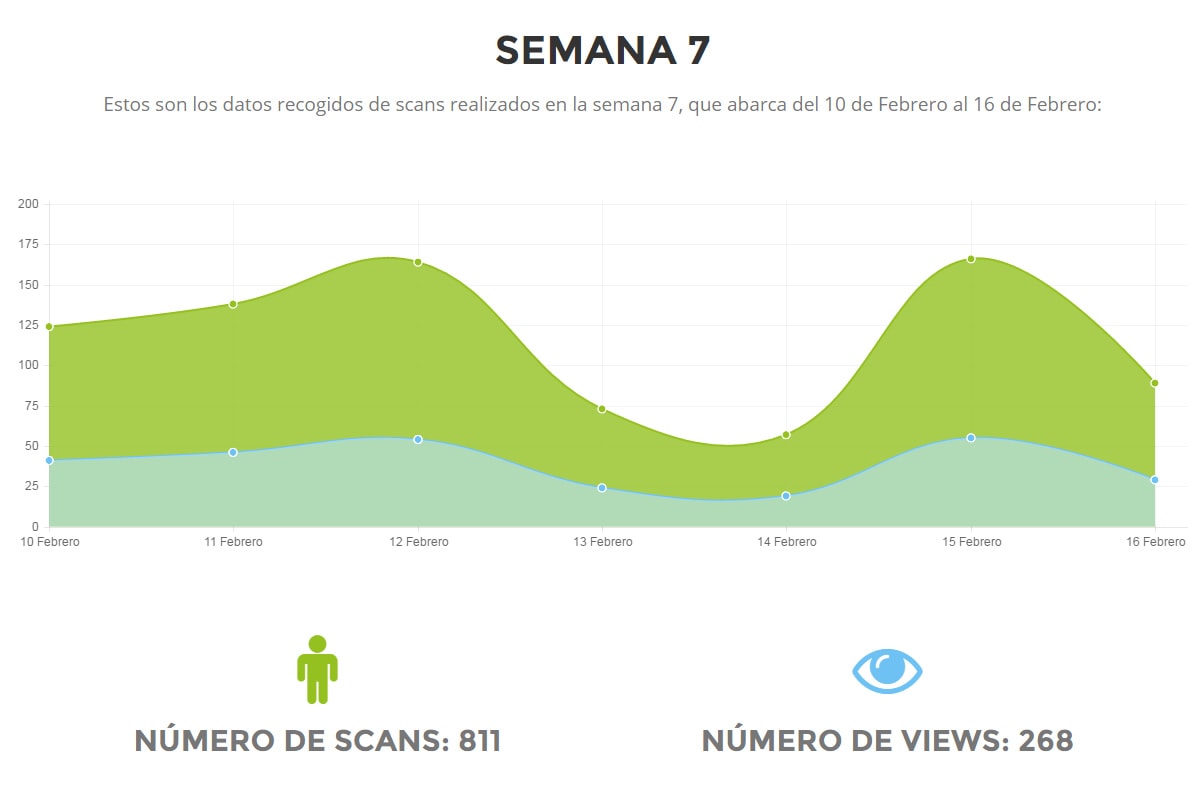 SEMANA 7
Estos son los datos recogidos de scans realizados en la semana 7, que abarca del 10 de Febrero al 16 de Febrero:
200
175
150
125
100
75
50
25
0
10 Febrero 11 Febrero 12 Febrero 13 Febrero 14 Febrero 15 Febrero 16 Febrero
NÚMERO DE SCANS: 811 NÚMERO DE VIEWS: 268